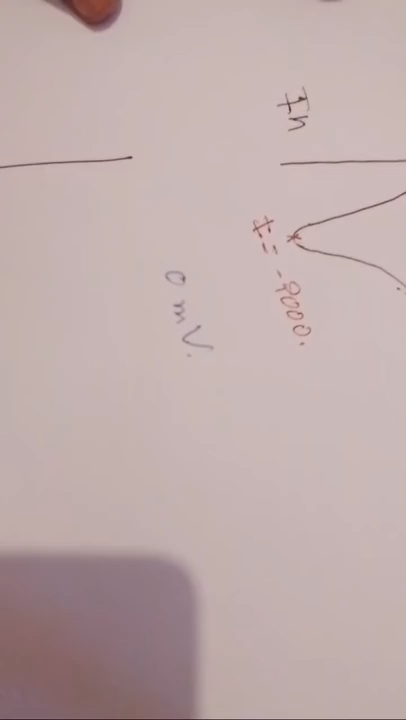 In
I = -9000.
0 mV.